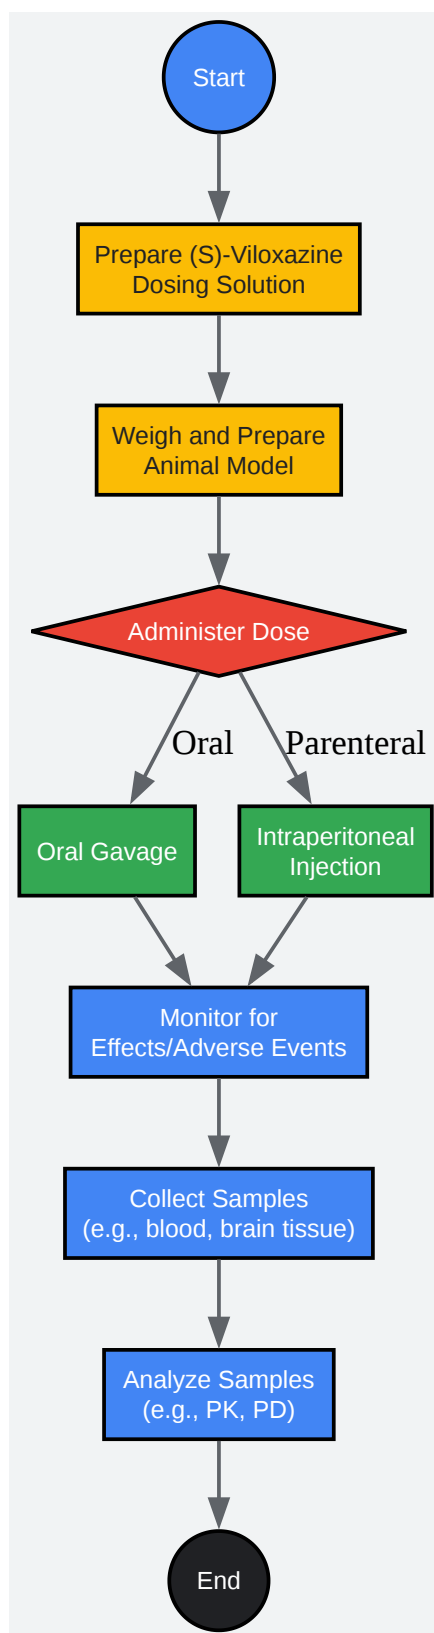 Start
Prepare (S)-Viloxazine
Dosing Solution
Weigh and Prepare
Animal Model
Administer Dose
Oral
Parenteral
Oral Gavage
Intraperitoneal
Injection
Monitor for
Effects/Adverse Events
Collect Samples
(e.g., blood, brain tissue)
Analyze Samples
(e.g., PK, PD)
End